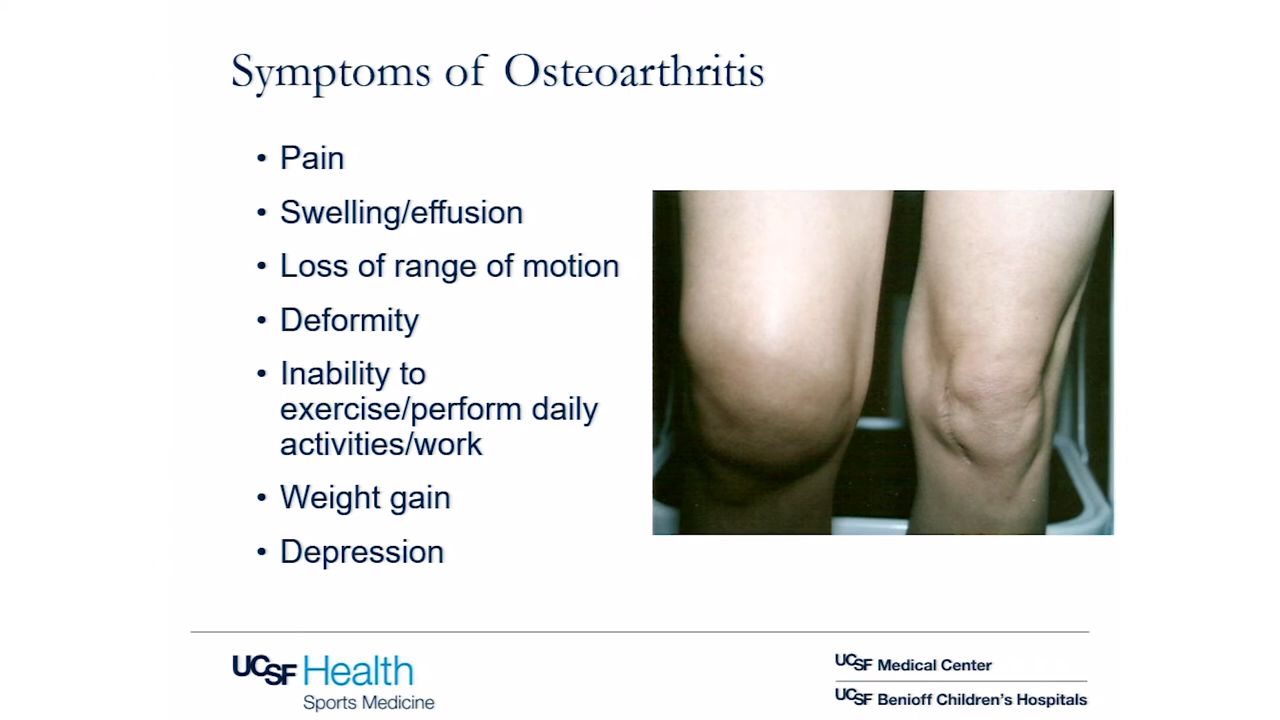 Symptoms of Osteoarthritis
• Pain
• Swelling/effusion
• Loss of range of motion
• Deformity
• Inability to
exercise/perform daily
activities/work
• Weight gain
• Depression
UCSF Health
Sports Medicine
UCSF Medical Center
UCSF Benioff Children's Hospitals